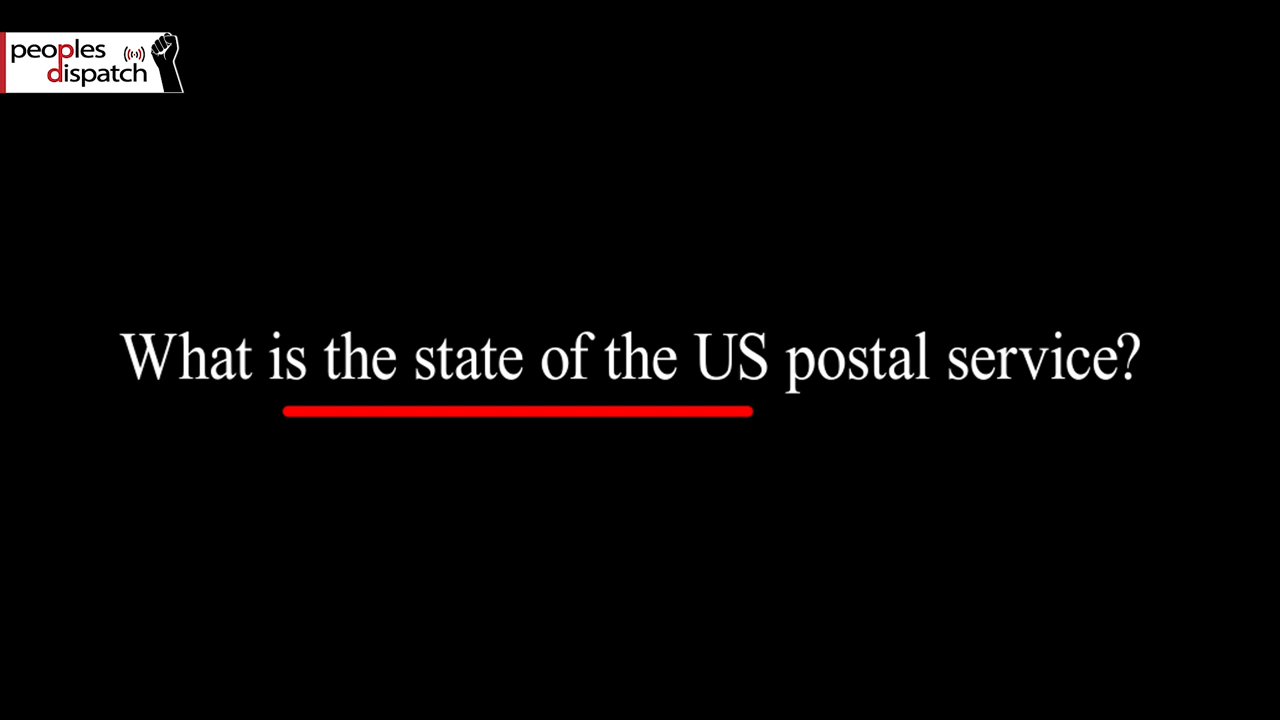 peoples
dispatch
What is the state of the US postal service?